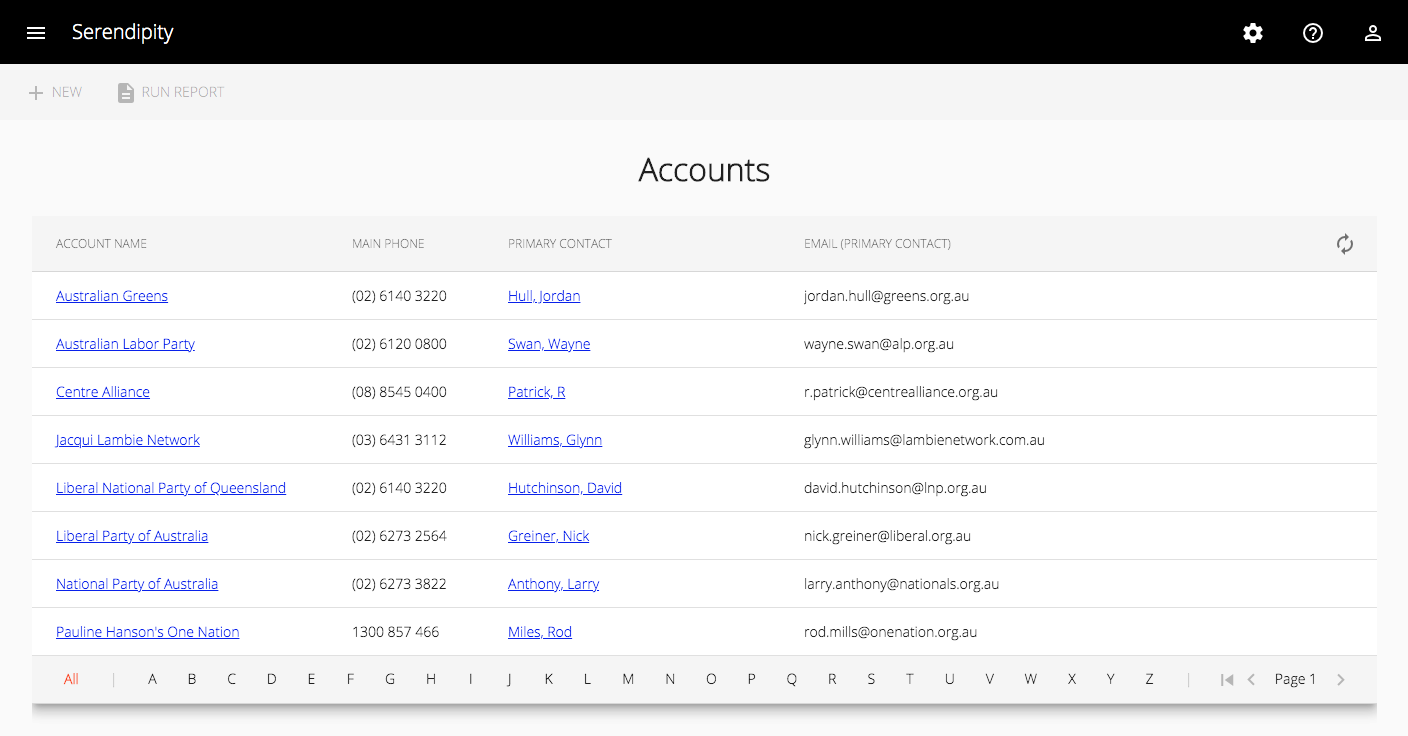 Serendipity
NEW RUN REPORT
Accounts
ACCOUNT NAME MAIN PHONE PRIMARY CONTACT EMAIL (PRIMARY CONTACT)
Australian Greens (02) 6140 3220 Hull, Jordan jordan.hull@greens.org.au
Australian Labor Party (02) 6120 0800 Swan, Wayne wayne.swan@alp.org.au
Centre Alliance (08) 8545 0400 Patrick, R r.patrick@centrealliance.org.au
Jacqui Lambie Network (03) 6431 3112 Williams, Glynn glynn.williams@lambienetwork.com.au
Liberal National Party of Queensland (02) 6140 3220 Hutchinson, David david.hutchinson@lnp.org.au
Liberal Party of Australia (02) 6273 2564 Greiner, Nick nick.greiner@liberal.org.au
National Party of Australia (02) 6273 3822 Anthony, Larry larry.anthony@nationals.org.au
Pauline Hanson's One Nation 1300 857 466 Miles, Rod rod.mills@onenation.org.au
All | A B C D E F G H I J K L M N O P Q R S T U V W X Y Z | Page 1